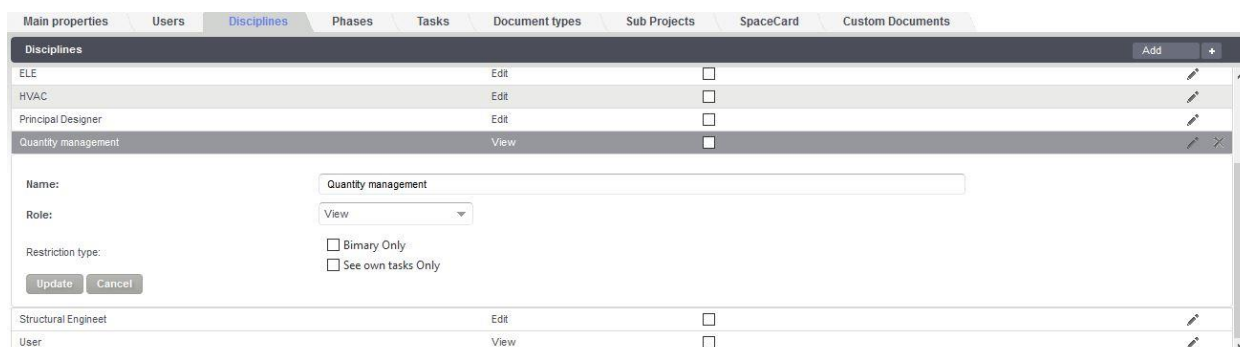 Main properties Users Disciplines Phases Tasks Document types Sub Projects SpaceCard Custom Documents
Disciplines Add +
ELE Edit
HVAC Edit
Principal Designer Edit
Quantity management View
Name: Quantity management
Role: View
Restriction type: Bimary Only
See own tasks Only
Update Cancel
Structural Engineet Edit
User View